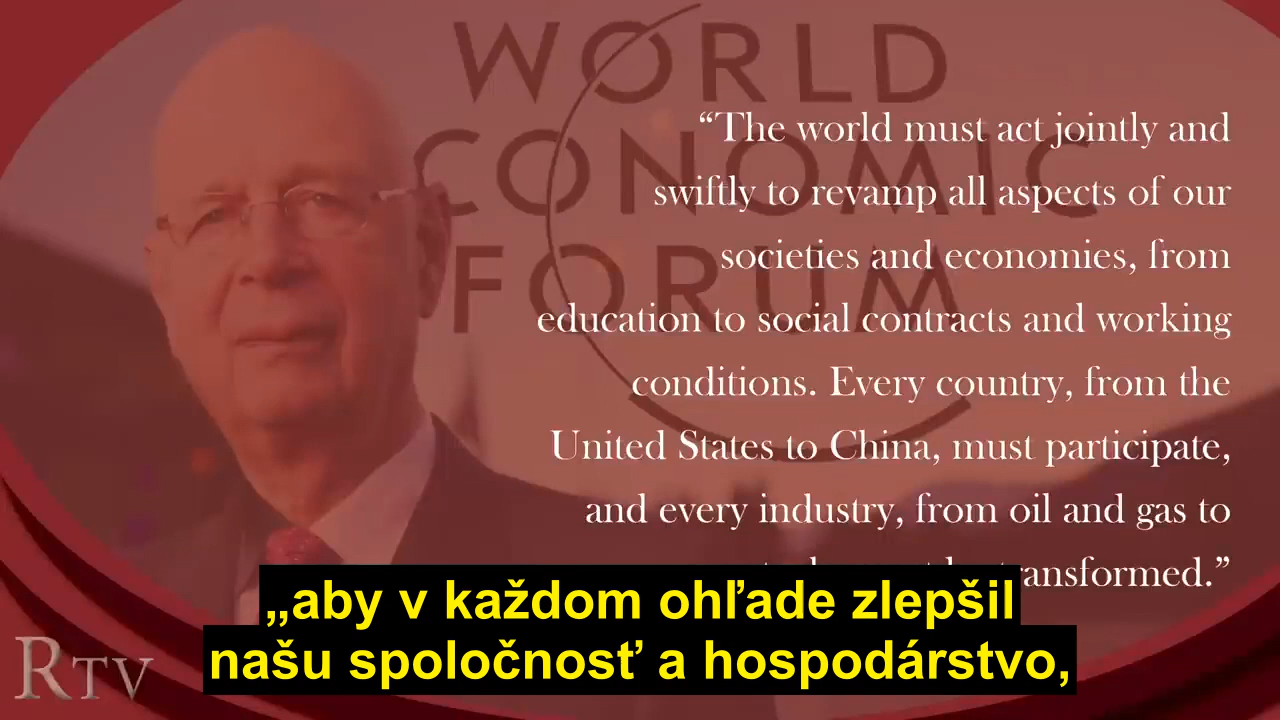 WORLD
ECONOMIC
FORUM
“The world must act jointly and
swiftly to revamp all aspects of our
societies and economies, from
education to social contracts and working
conditions. Every country, from the
United States to China, must participate,
and every industry, from oil and gas to
transformed.”
„aby v každom ohľade zlepšil
našu spoločnosť a hospodárstvo,
RTV